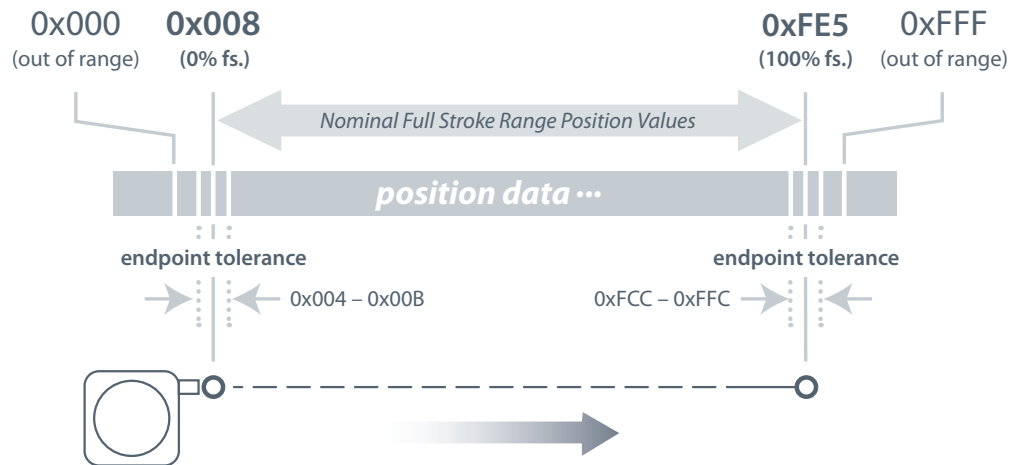 0x000 0x008 0xFE5 0xFFF
(out of range) (0% fs.) (100% fs.) (out of range)
Nominal Full Stroke Range Position Values
position data ···
endpoint tolerance endpoint tolerance
0x004 – 0x00B 0xFCC – 0xFFC